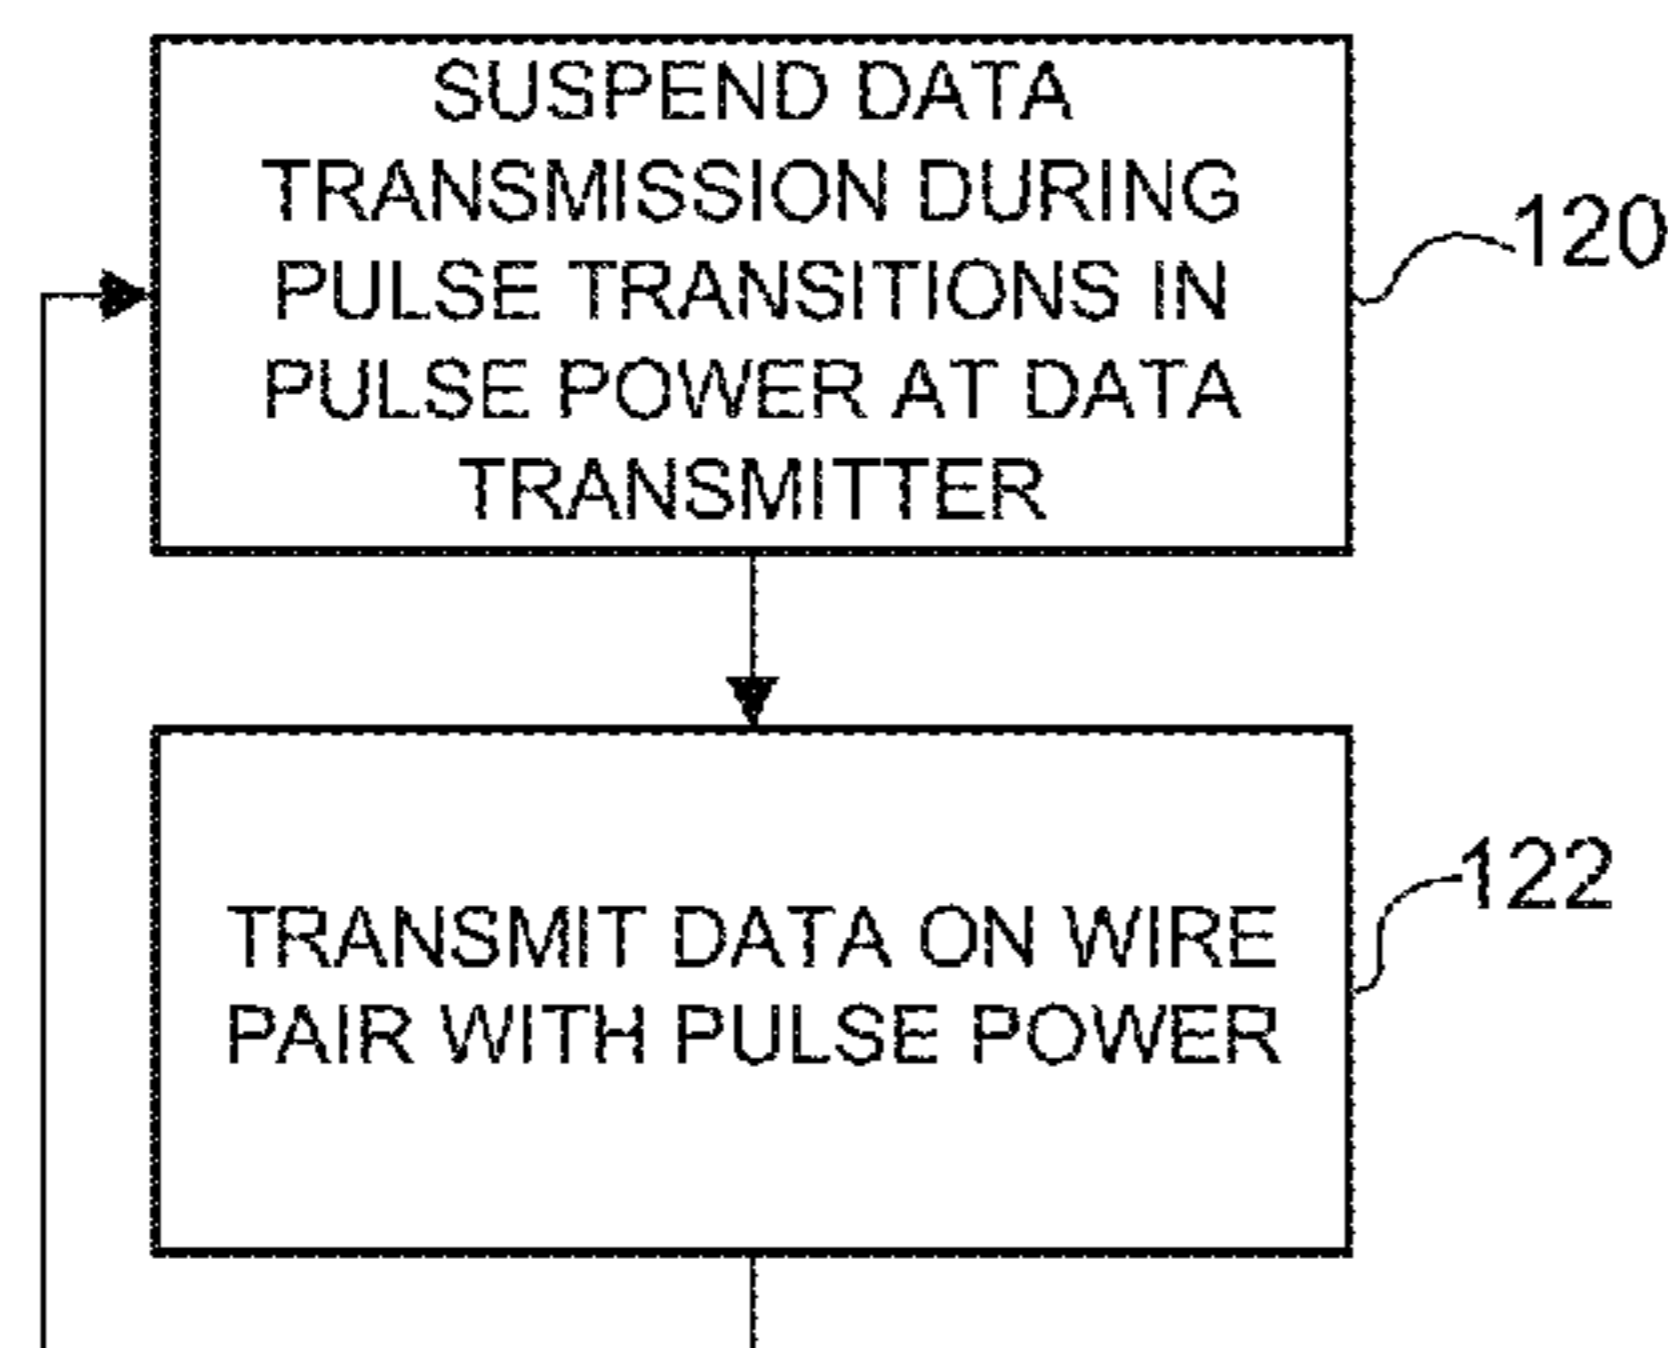 SUSPEND DATA
TRANSMISSION DURING
PULSE TRANSITIONS IN
PULSE POWER AT DATA
TRANSMITTER
120
TRANSMIT DATA ON WIRE
PAIR WITH PULSE POWER
122